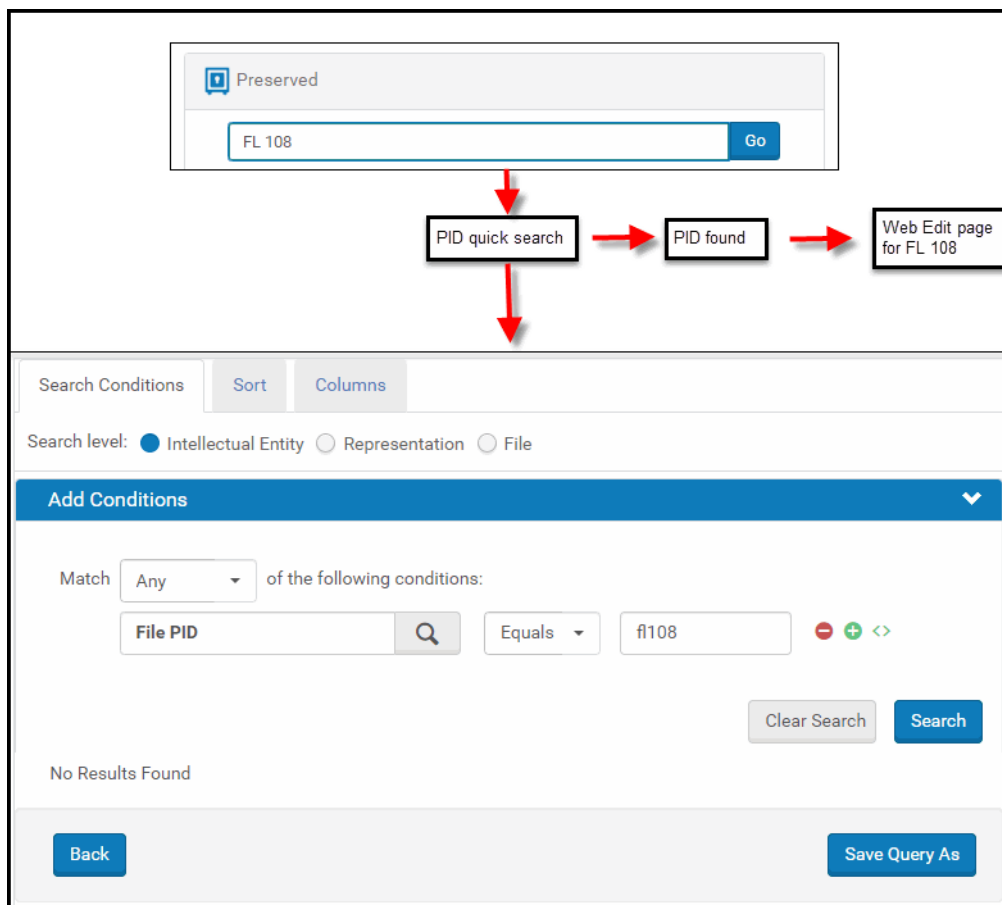 Preserved
FL 108 Go
PID quick search
PID found
Web Edit page
for FL 108
Search Conditions Sort Columns
Search level: Intellectual Entity Representation File
Add Conditions
Match Any of the following conditions:
File PID Equals fl108
Clear Search Search
No Results Found
Back Save Query As